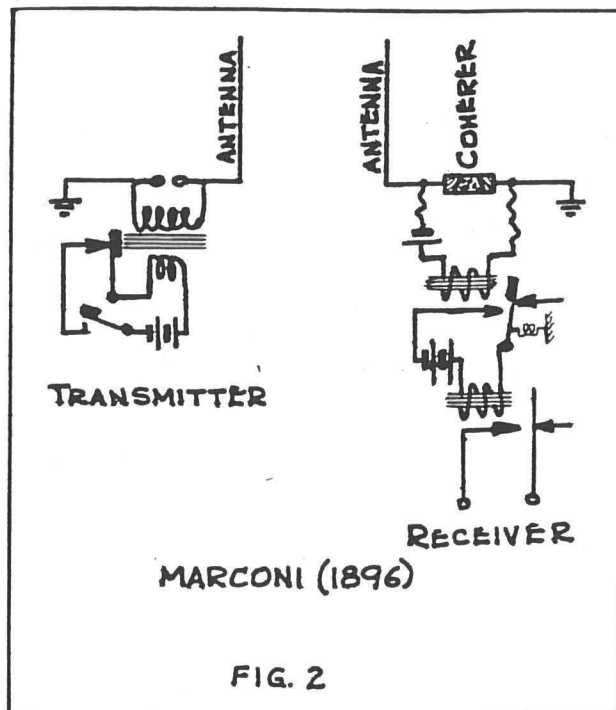 ANTENNA
ANTENNA
COHERER
TRANSMITTER
RECEIVER
MARCONI (1896)
FIG. 2